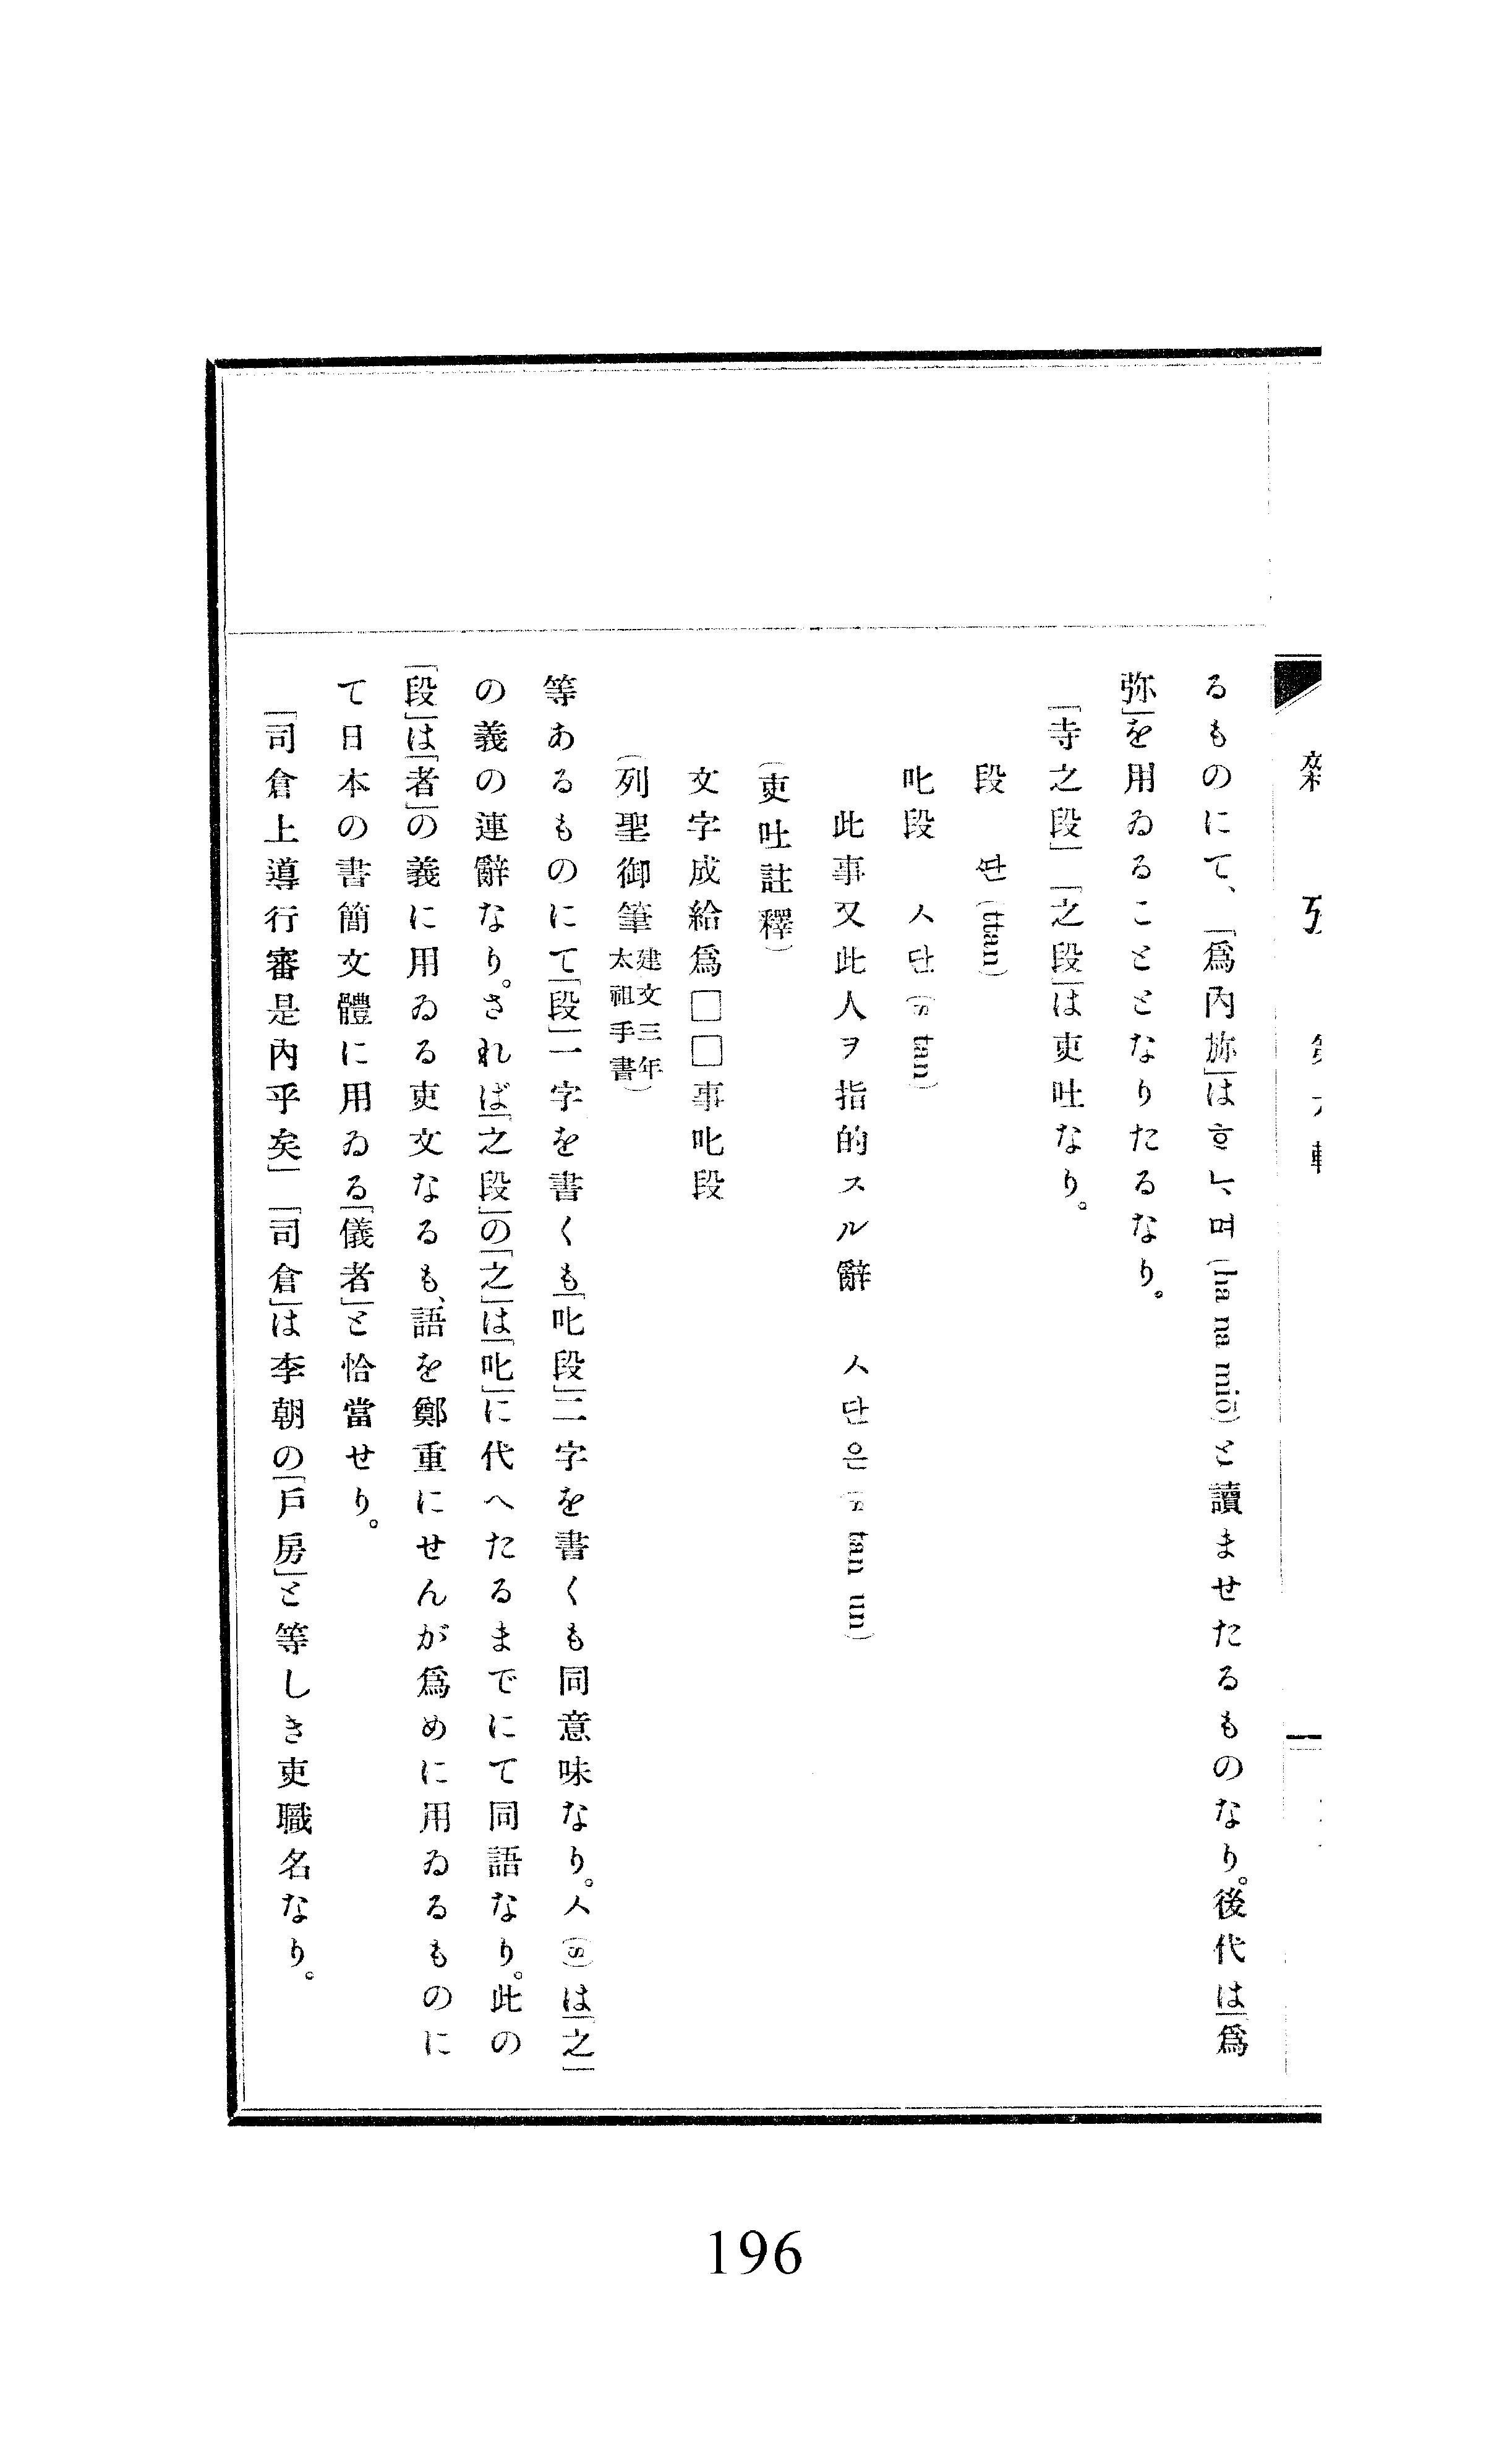 るものにて、「爲內旀」はᄒᆞᄂᆞ며(ha na miŏ)と讀ませたるものなり。後代は「爲
弥」を用ゐることとなりたるなり。
「寺之段」「之段」は吏吐なり。
段 ᄯᅡᆫ(ttan)
叱段 ㅅ단(s tan)
此事又此人ヲ指的スル辭 ㅅ단은(s tan ŭn)
(吏吐註釋)
文字成給爲□□事叱段
(列聖御筆 建文三年太祖手書)
等あるものにて「段」一字を書くも「叱段」二字を書くも同意味なり。ㅅ(s)は「之」
の義の連辭なり。されば「之段」の「之」は「叱」に代へたるまでにて同語なり。此の
「段」は「者」の義に用ゐる吏文なるも、語を鄭重にせんが爲めに用ゐるものに
て日本の書簡文體に用ゐる「儀者」と恰當せり。
「司倉上導行審是內乎矣」「司倉」は李朝の「戶房」と等しき吏職名なり。
196